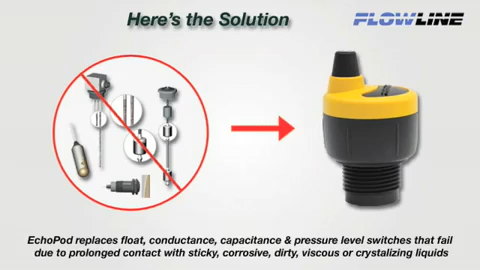 Here's the Solution
FLOWLINE
EchoPod replaces float, conductance, capacitance & pressure level switches that fail
due to prolonged contact with sticky, corrosive, dirty, viscous or crystalizing liquids